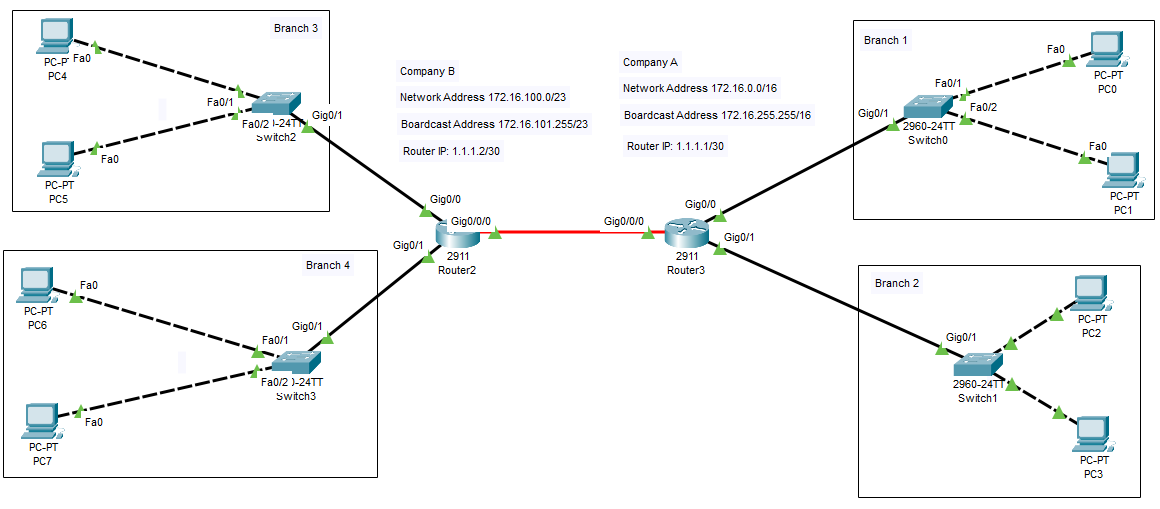 Branch 3
PC-PT
PC4
Fa0
Fa0/1
Gig0/1
Fa0/2
Switch2
Fa0
PC-PT
PC5
Company B
Network Address 172.16.100.0/23
Boardcast Address 172.16.101.255/23
Router IP: 1.1.1.2/30
Company A
Network Address 172.16.0.0/16
Boardcast Address 172.16.255.255/16
Router IP: 1.1.1.1/30
Branch 1
Fa0
PC-PT
PC0
Fa0/1
Gig0/1
Fa0/2
2960-24TT
Switch0
Fa0
PC-PT
PC1
Gig0/0
Gig0/0/0
Gig0/1
2911
Router2
Gig0/0/0
Gig0/0
Gig0/1
2911
Router3
Branch 4
Fa0
PC-PT
PC6
Gig0/1
Fa0/1
Fa0/2
-24TT
Switch3
Fa0
PC-PT
PC7
Branch 2
PC-PT
PC2
Gig0/1
2960-24TT
Switch1
PC-PT
PC3